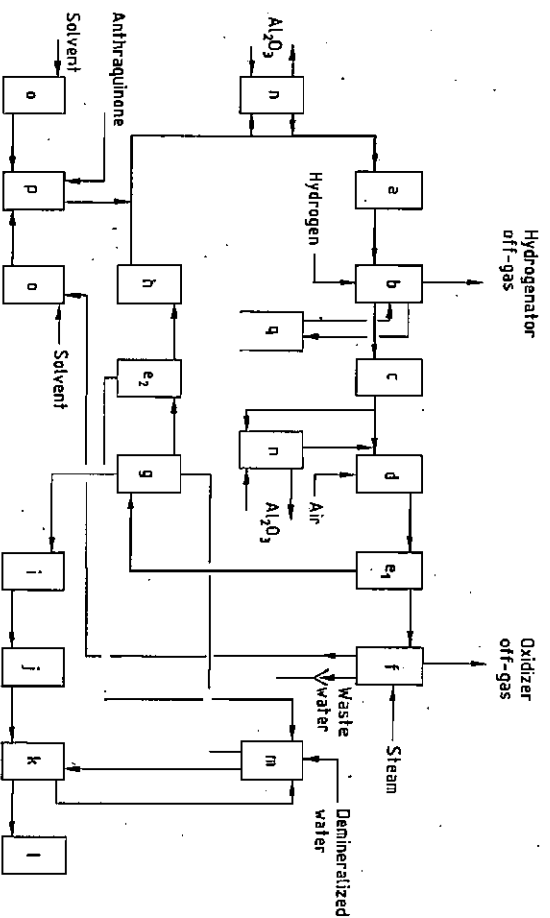 Hydrogenator
off-gas
Oxidizer
off-gas
a
b
c
d
e₁
f
Steam
Hydrogen
Air
Waste
water
Demineralized
water
Al₂O₃
n
q
n
Al₂O₃
m
h
e₂
g
Anthraquinone
Solvent
Solvent
o
p
o
i
j
k
l